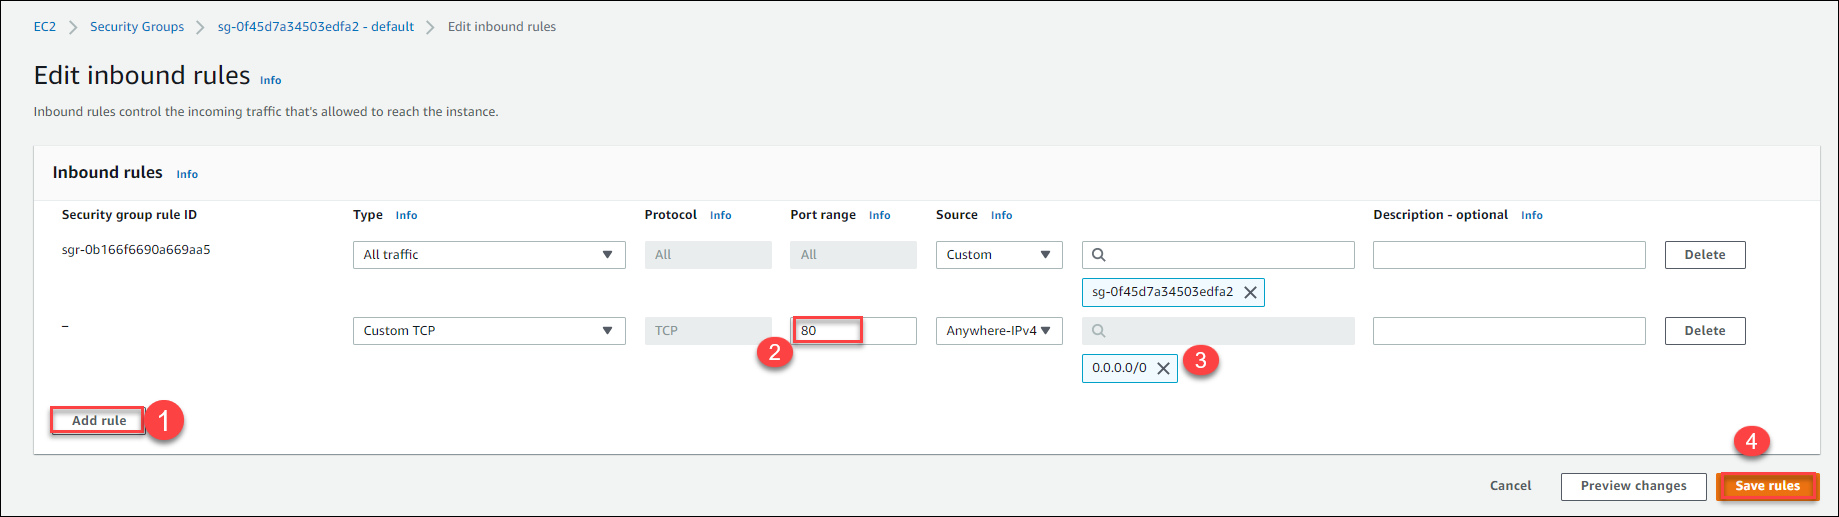 EC2 > Security Groups > sg-0f45d7a34503edfa2 - default > Edit inbound rules
Edit inbound rules Info
Inbound rules control the incoming traffic that's allowed to reach the instance.
Inbound rules Info
Security group rule ID Type Info Protocol Info Port range Info Source Info Description - optional Info
sgr-0b166f6690a669aa5 All traffic All All Custom Delete
sg-0f45d7a34503edfa2
– Custom TCP TCP 80 Anywhere-IPv4 Delete
2 3
0.0.0.0/0
Add rule 1
4
Cancel Preview changes Save rules